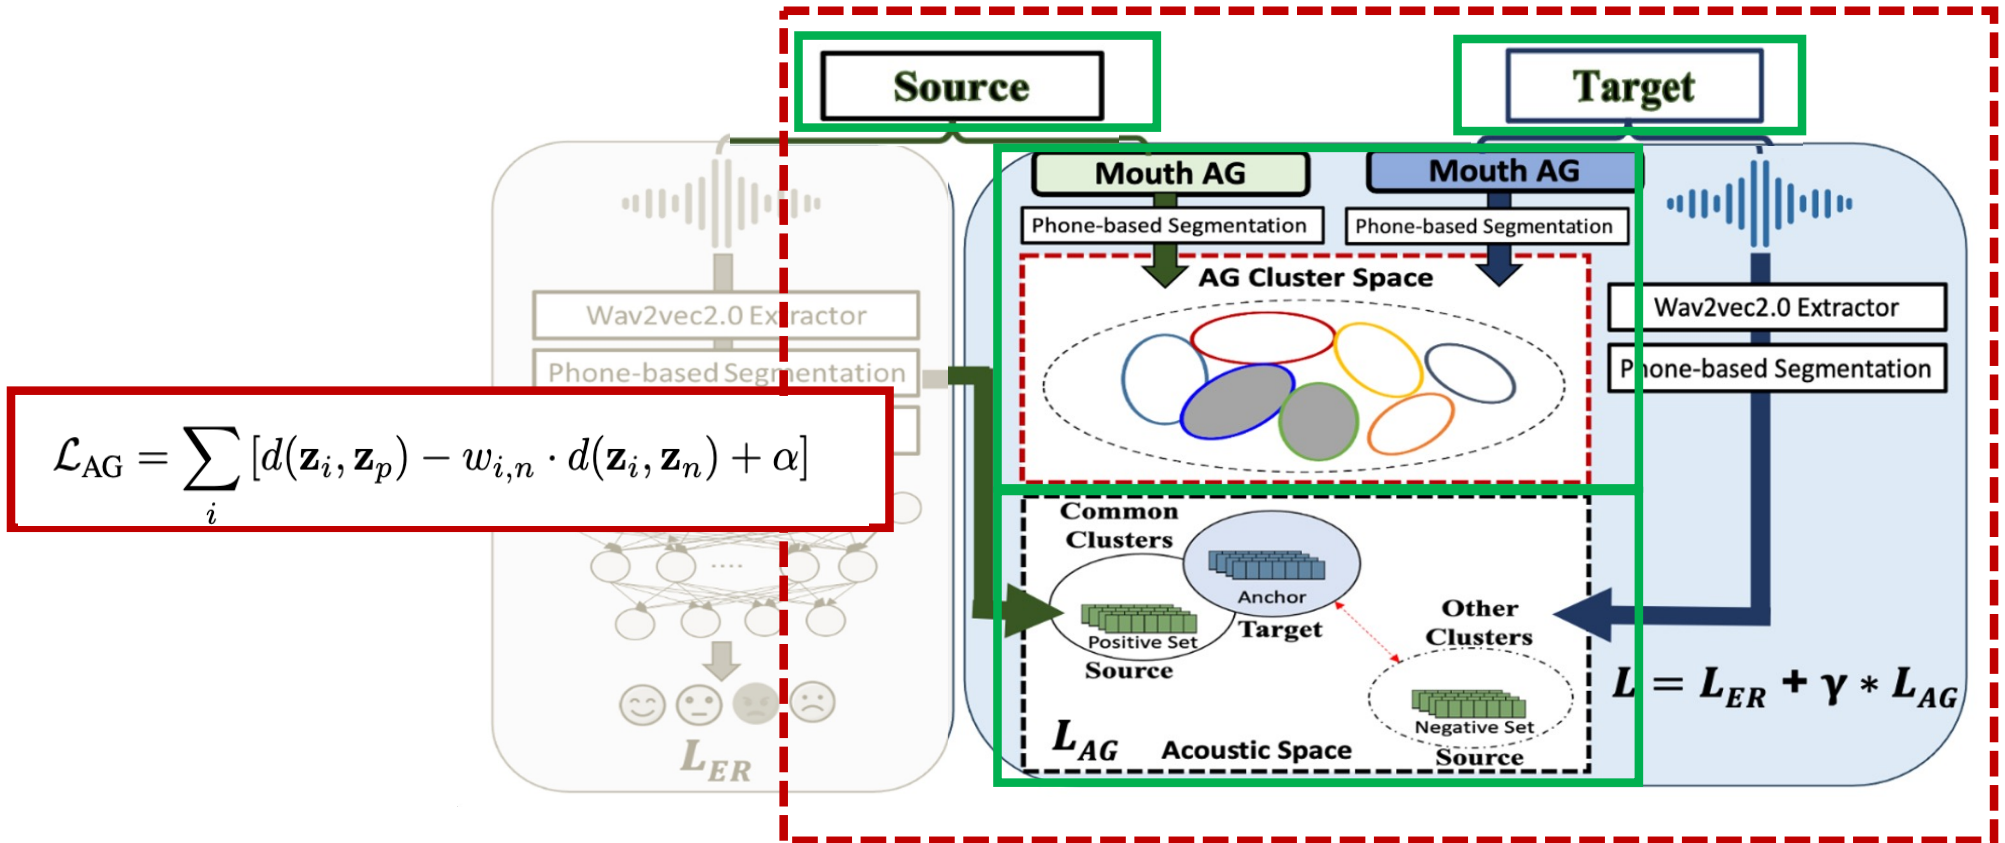 Source
Target
Mouth AG
Mouth AG
Phone-based Segmentation
Phone-based Segmentation
AG Cluster Space
Wav2vec2.0 Extractor
Phone-based Segmentation
Wav2vec2.0 Extractor
Phone-based Segmentation
ℒ_AG = ∑_i [d(𝐳_i, 𝐳_p) − w_{i,n} · d(𝐳_i, 𝐳_n) + α]
....
L_ER
Common
Clusters
Anchor
Target
Positive Set
Source
Other
Clusters
Negative Set
Source
L_AG
Acoustic Space
L = L_ER + γ * L_AG